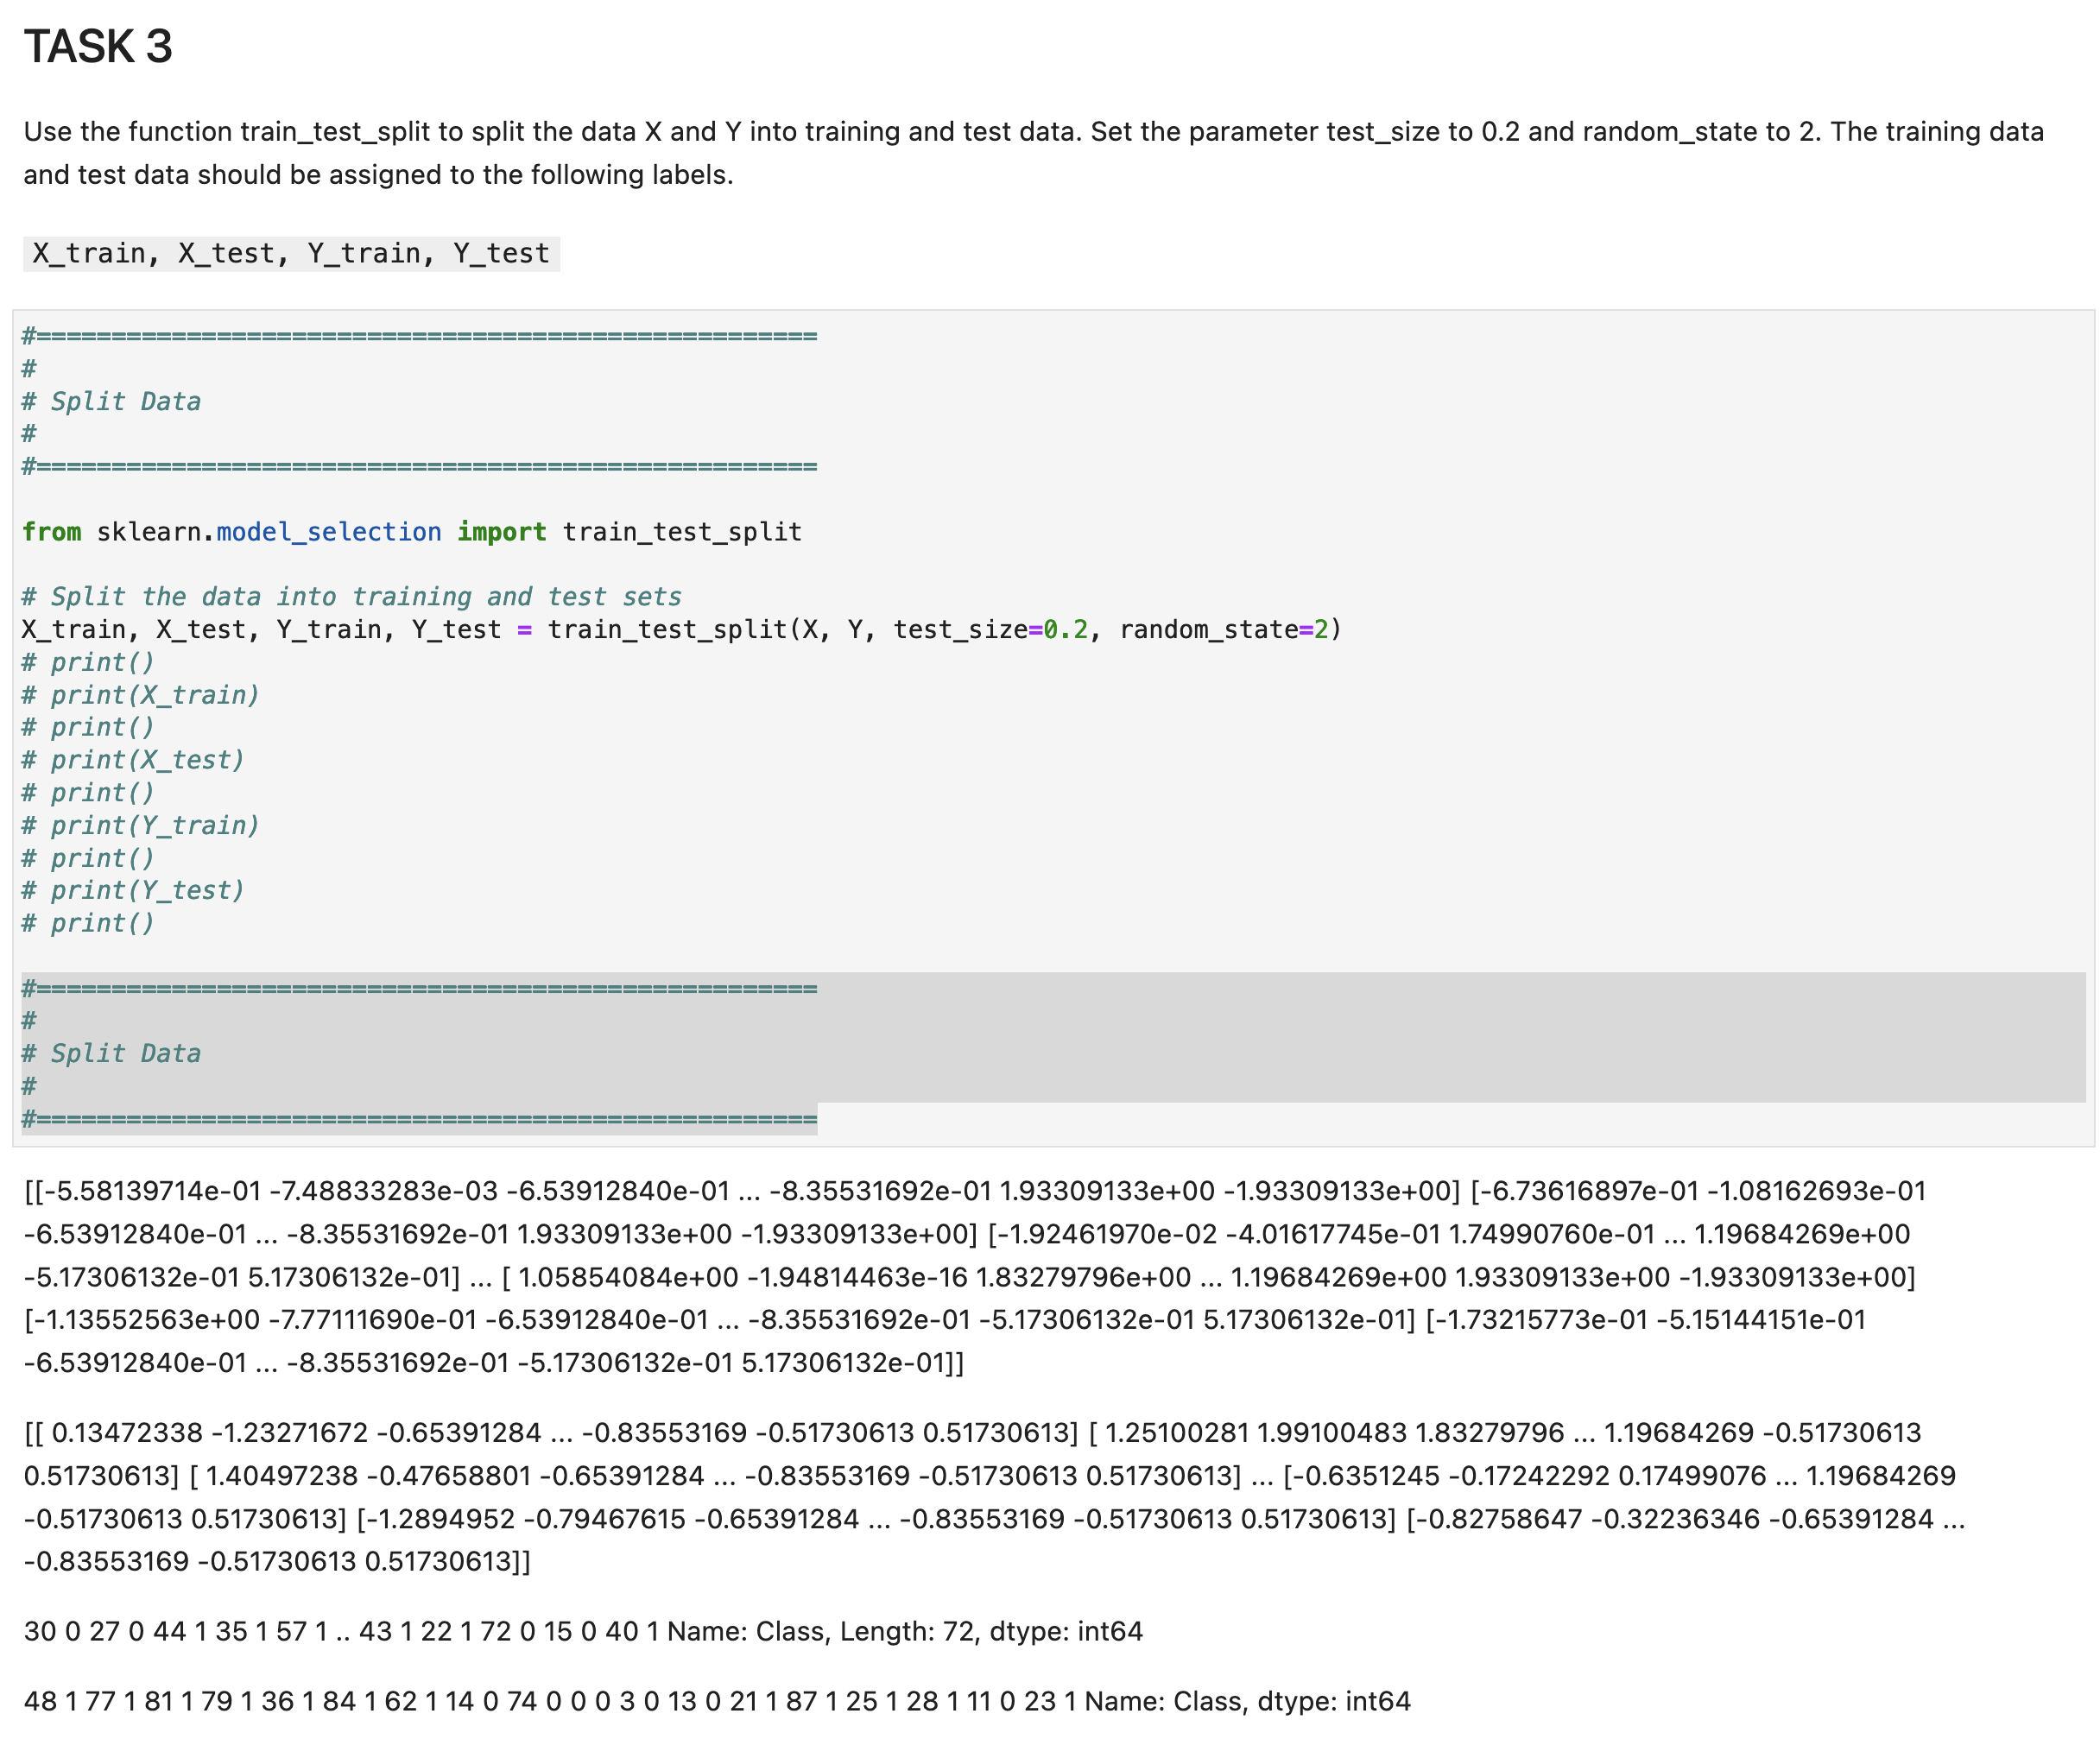 TASK 3
Use the function train_test_split to split the data X and Y into training and test data. Set the parameter test_size to 0.2 and random_state to 2. The training data
and test data should be assigned to the following labels.
X_train, X_test, Y_train, Y_test
#====================================================
#
# Split Data
#
#====================================================
from sklearn.model_selection import train_test_split
# Split the data into training and test sets
X_train, X_test, Y_train, Y_test = train_test_split(X, Y, test_size=0.2, random_state=2)
# print()
# print(X_train)
# print()
# print(X_test)
# print()
# print(Y_train)
# print()
# print(Y_test)
# print()
#====================================================
#
# Split Data
#
#====================================================
[[-5.58139714e-01 -7.48833283e-03 -6.53912840e-01 ... -8.35531692e-01 1.93309133e+00 -1.93309133e+00] [-6.73616897e-01 -1.08162693e-01
-6.53912840e-01 ... -8.35531692e-01 1.93309133e+00 -1.93309133e+00] [-1.92461970e-02 -4.01617745e-01 1.74990760e-01 ... 1.19684269e+00
-5.17306132e-01 5.17306132e-01] ... [ 1.05854084e+00 -1.94814463e-16 1.83279796e+00 ... 1.19684269e+00 1.93309133e+00 -1.93309133e+00]
[-1.13552563e+00 -7.77111690e-01 -6.53912840e-01 ... -8.35531692e-01 -5.17306132e-01 5.17306132e-01] [-1.73215773e-01 -5.15144151e-01
-6.53912840e-01 ... -8.35531692e-01 -5.17306132e-01 5.17306132e-01]]
[[ 0.13472338 -1.23271672 -0.65391284 ... -0.83553169 -0.51730613 0.51730613] [ 1.25100281 1.99100483 1.83279796 ... 1.19684269 -0.51730613
0.51730613] [ 1.40497238 -0.47658801 -0.65391284 ... -0.83553169 -0.51730613 0.51730613] ... [-0.6351245 -0.17242292 0.17499076 ... 1.19684269
-0.51730613 0.51730613] [-1.2894952 -0.79467615 -0.65391284 ... -0.83553169 -0.51730613 0.51730613] [-0.82758647 -0.32236346 -0.65391284 ...
-0.83553169 -0.51730613 0.51730613]]
30 0 27 0 44 1 35 1 57 1 .. 43 1 22 1 72 0 15 0 40 1 Name: Class, Length: 72, dtype: int64
48 1 77 1 81 1 79 1 36 1 84 1 62 1 14 0 74 0 0 0 3 0 13 0 21 1 87 1 25 1 28 1 11 0 23 1 Name: Class, dtype: int64